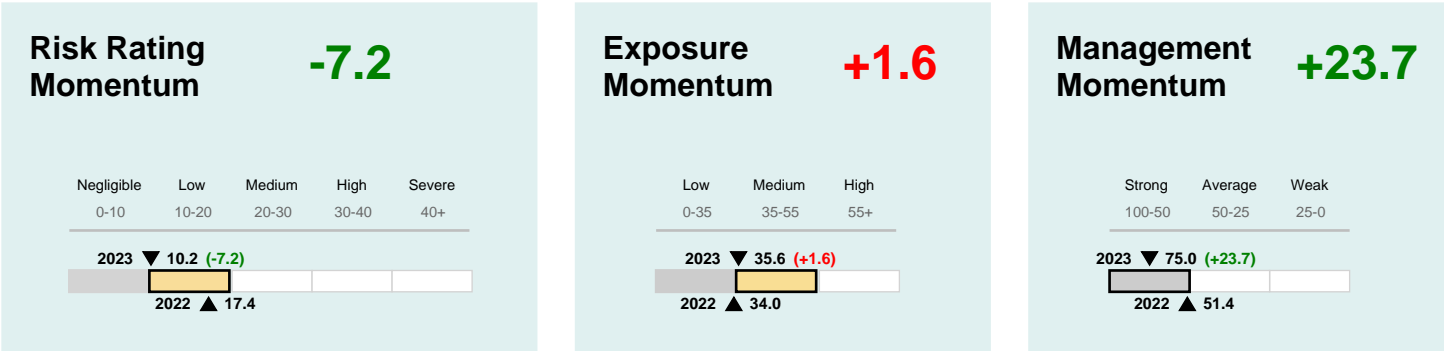 Risk Rating
Momentum
-7.2
Negligible Low Medium High Severe
0-10 10-20 20-30 30-40 40+
2023 ▼ 10.2 (-7.2)
2022 ▲ 17.4
Exposure
Momentum
+1.6
Low Medium High
0-35 35-55 55+
2023 ▼ 35.6 (+1.6)
2022 ▲ 34.0
Management
Momentum
+23.7
Strong Average Weak
100-50 50-25 25-0
2023 ▼ 75.0 (+23.7)
2022 ▲ 51.4